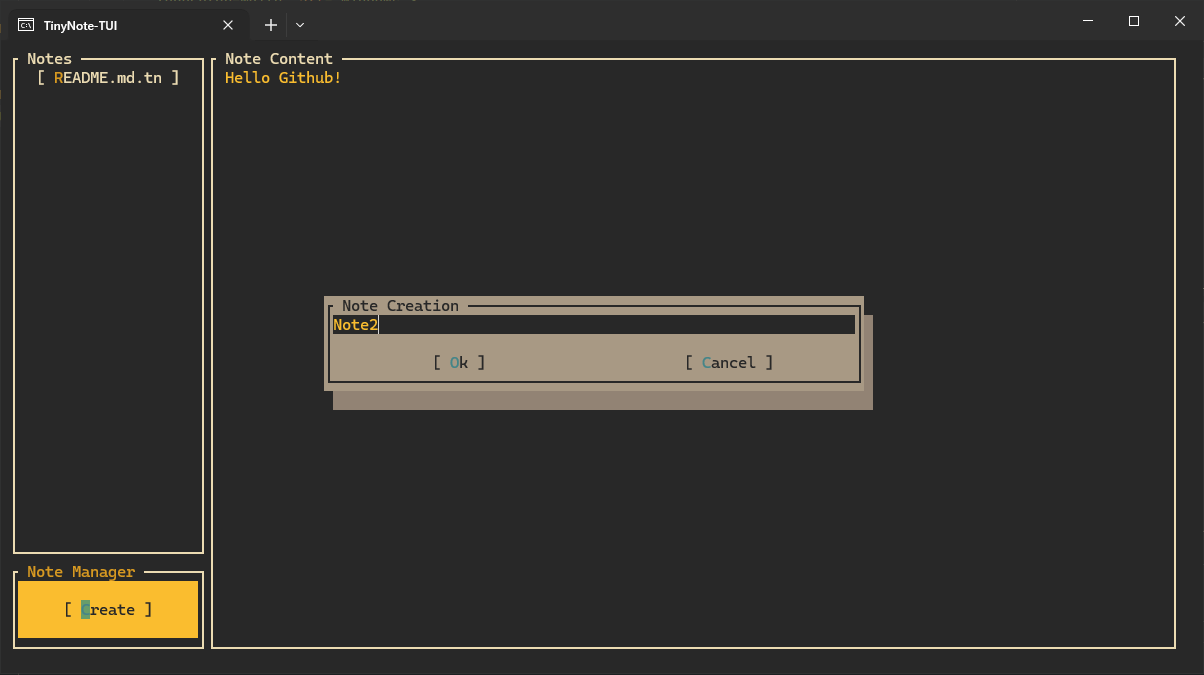 TinyNote-TUI
Notes
[ README.md.tn ]
Note Content
Hello Github!
Note Creation
Note2
[ Ok ]
[ Cancel ]
Note Manager
[ Create ]